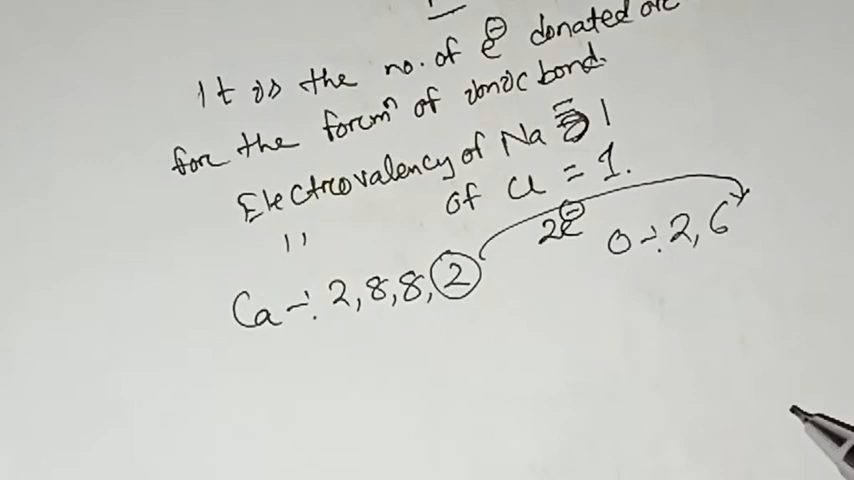 It is the no. of e⊖ donated or
for the formⁿ of ionic bond.
Electrovalency of Na = 1
" of Cl = 1.
Ca -: 2, 8, 8, 2 2e⊖ O -: 2, 6